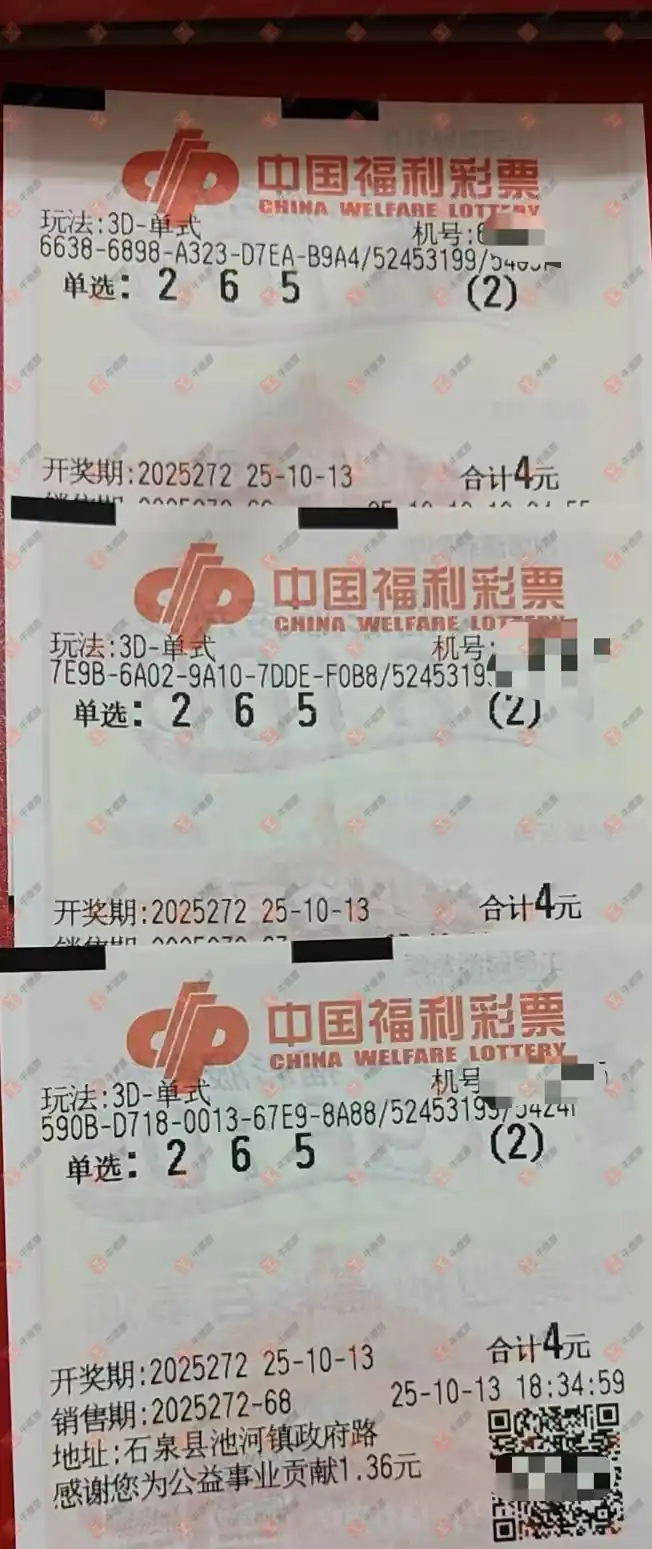 中国福利彩票
CHINA WELFARE LOTTERY
玩法:3D-单式 机号:6
6638-6898-A323-D7EA-B9A4/52453199/
单选: 2 6 5 (2)
开奖期:2025272 25-10-13 合计4元
中国福利彩票
CHINA WELFARE LOTTERY
玩法:3D-单式 机号:
7E9B-6A02-9A10-7DDE-F0B8/5245319
单选: 2 6 5 (2)
开奖期:2025272 25-10-13 合计4元
中国福利彩票
CHINA WELFARE LOTTERY
玩法:3D-单式 机号
590B-D718-0013-67E9-8A88/52453199/5424
单选: 2 6 5 (2)
开奖期:2025272 25-10-13 合计4元
销售期:2025272-68 25-10-13 18:34:59
地址:石泉县池河镇政府路
感谢您为公益事业贡献1.36元